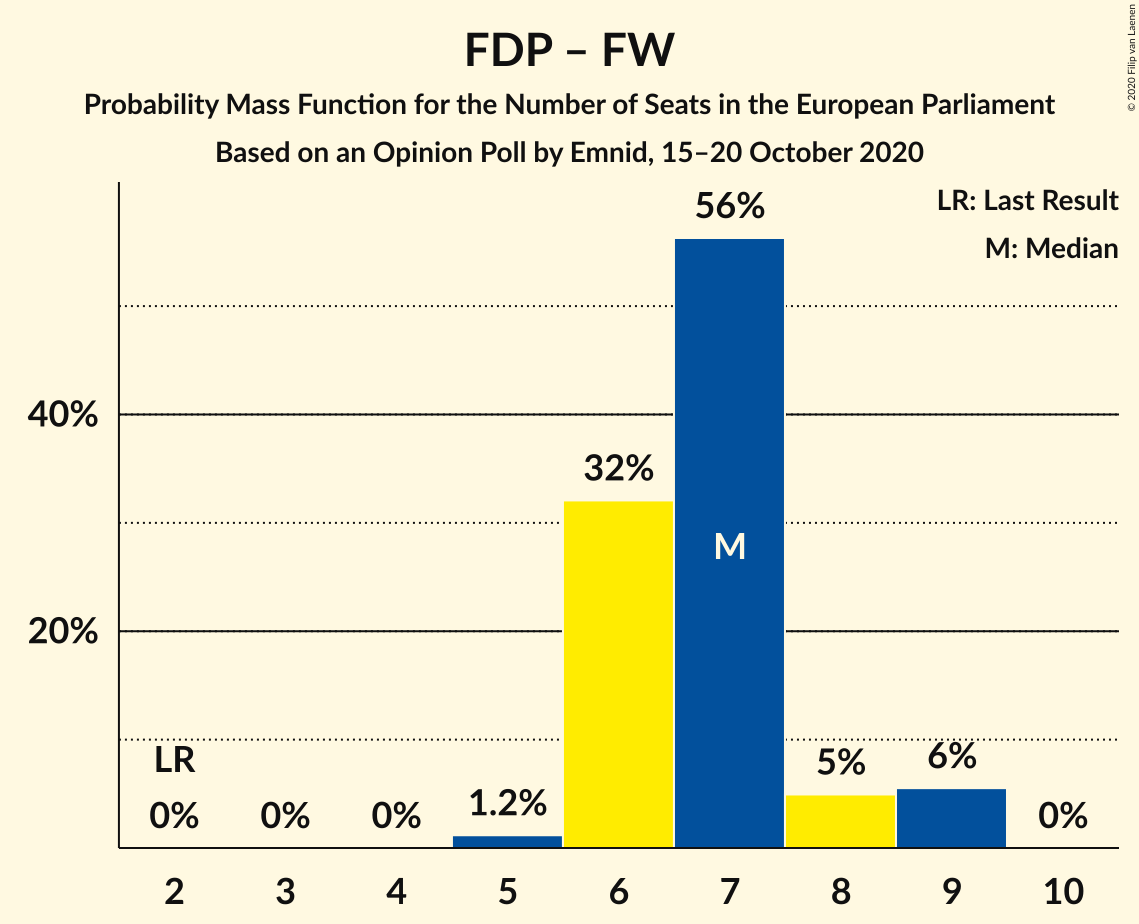 FDP – FW
Probability Mass Function for the Number of Seats in the European Parliament
Based on an Opinion Poll by Emnid, 15–20 October 2020
© 2020 Filip van Laenen
LR: Last Result
M: Median
56%
40%
32%
M
20%
LR
0%
0%
0%
1.2%
5%
6%
0%
2 3 4 5 6 7 8 9 10